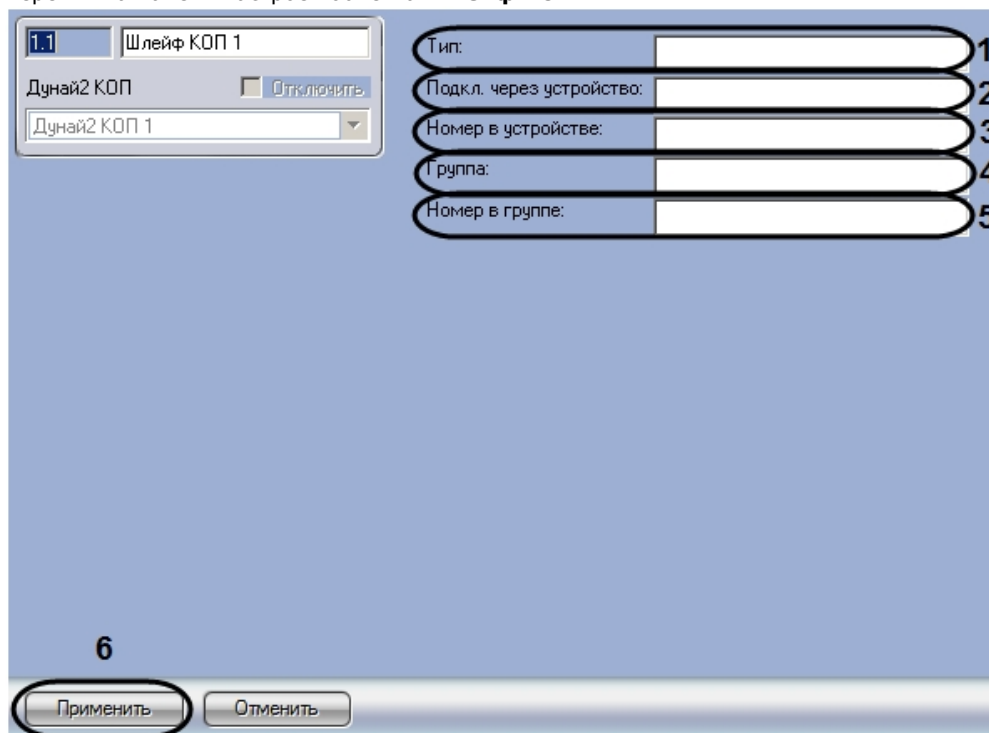 1.1 Шлейф КОП 1
Дунай2 КОП Отключить
Дунай2 КОП 1
Тип: 1
Подкл. через устройство: 2
Номер в устройстве: 3
Группа: 4
Номер в группе: 5
6
Применить Отменить